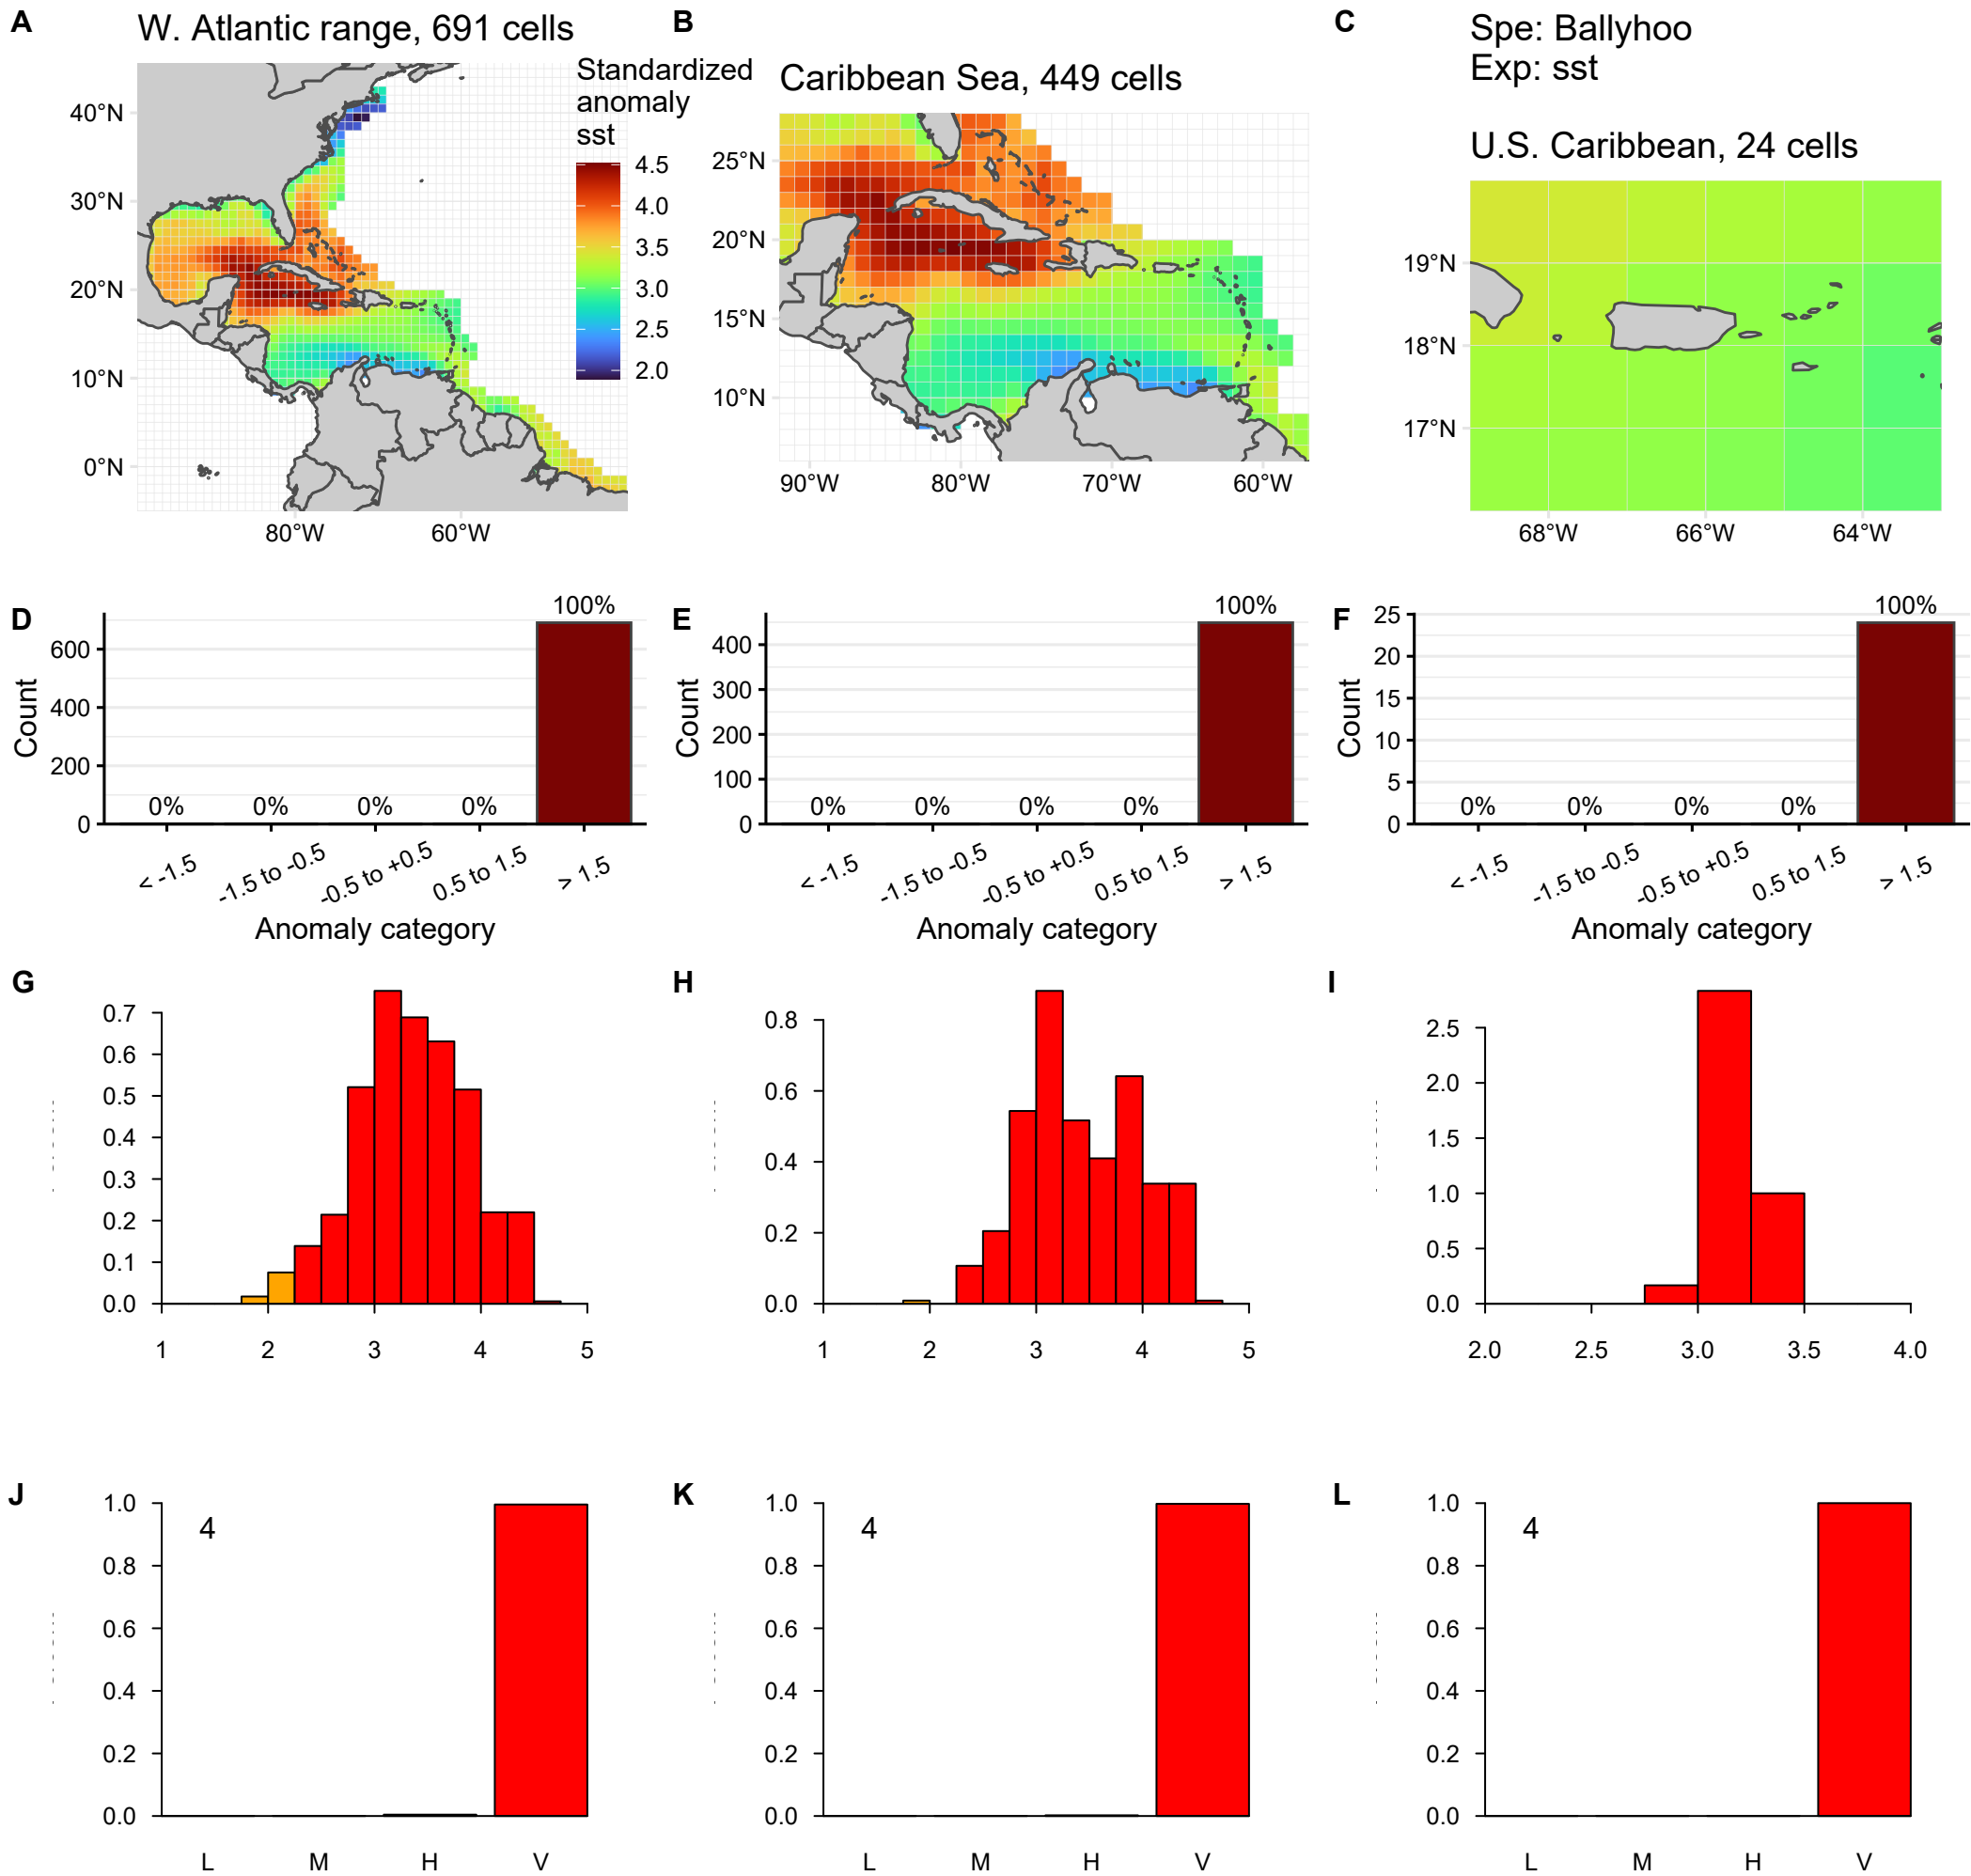 A
W. Atlantic range, 691 cells
Standardized
anomaly
sst
4.5
4.0
3.5
3.0
2.5
2.0
40°N
30°N
20°N
10°N
0°N
80°W
60°W
B
Caribbean Sea, 449 cells
25°N
20°N
15°N
10°N
90°W
80°W
70°W
60°W
C
Spe: Ballyhoo
Exp: sst
U.S. Caribbean, 24 cells
19°N
18°N
17°N
68°W
66°W
64°W
D
Count
600
400
200
0
0%
0%
0%
0%
100%
< -1.5
-1.5 to -0.5
-0.5 to +0.5
0.5 to 1.5
> 1.5
Anomaly category
E
Count
400
300
200
100
0
0%
0%
0%
0%
100%
< -1.5
-1.5 to -0.5
-0.5 to +0.5
0.5 to 1.5
> 1.5
Anomaly category
F
Count
25
20
15
10
5
0
0%
0%
0%
0%
100%
< -1.5
-1.5 to -0.5
-0.5 to +0.5
0.5 to 1.5
> 1.5
Anomaly category
G
0.7
0.6
0.5
0.4
0.3
0.2
0.1
0.0
1
2
3
4
5
H
0.8
0.6
0.4
0.2
0.0
1
2
3
4
5
I
2.5
2.0
1.5
1.0
0.5
0.0
2.0
2.5
3.0
3.5
4.0
J
4
1.0
0.8
0.6
0.4
0.2
0.0
L
M
H
V
K
4
1.0
0.8
0.6
0.4
0.2
0.0
L
M
H
V
L
4
1.0
0.8
0.6
0.4
0.2
0.0
L
M
H
V